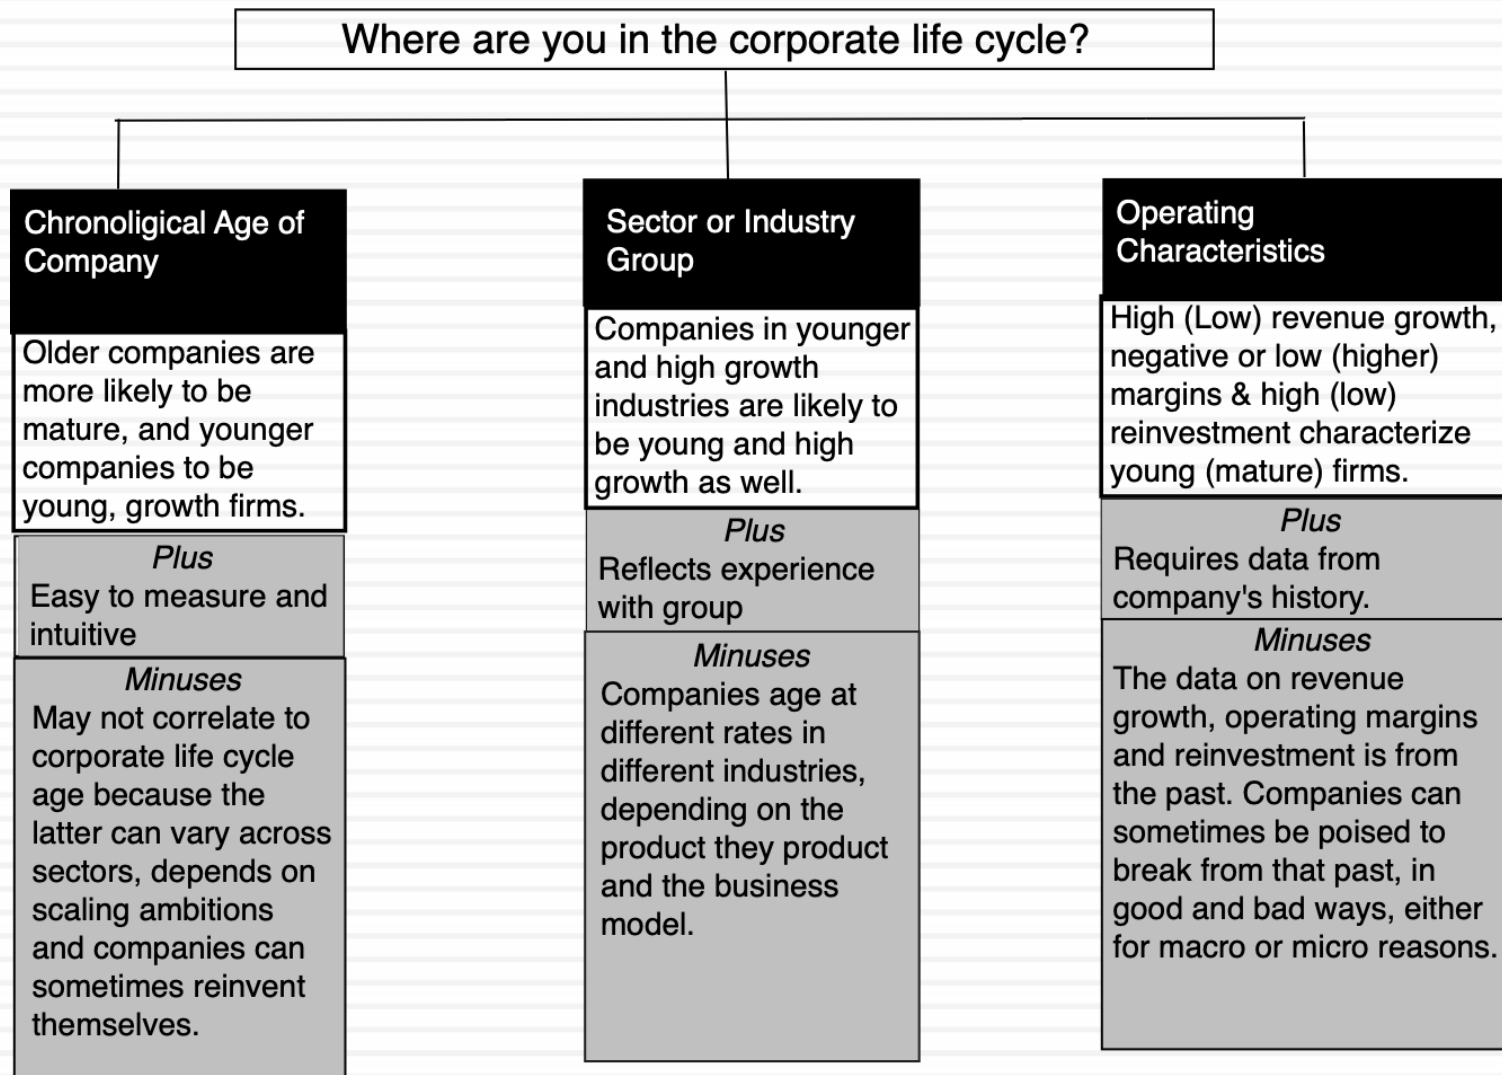 Where are you in the corporate life cycle?
Chronoligical Age of
Company
Older companies are
more likely to be
mature, and younger
companies to be
young, growth firms.
Plus
Easy to measure and
intuitive
Minuses
May not correlate to
corporate life cycle
age because the
latter can vary across
sectors, depends on
scaling ambitions
and companies can
sometimes reinvent
themselves.
Sector or Industry
Group
Companies in younger
and high growth
industries are likely to
be young and high
growth as well.
Plus
Reflects experience
with group
Minuses
Companies age at
different rates in
different industries,
depending on the
product they product
and the business
model.
Operating
Characteristics
High (Low) revenue growth,
negative or low (higher)
margins & high (low)
reinvestment characterize
young (mature) firms.
Plus
Requires data from
company's history.
Minuses
The data on revenue
growth, operating margins
and reinvestment is from
the past. Companies can
sometimes be poised to
break from that past, in
good and bad ways, either
for macro or micro reasons.